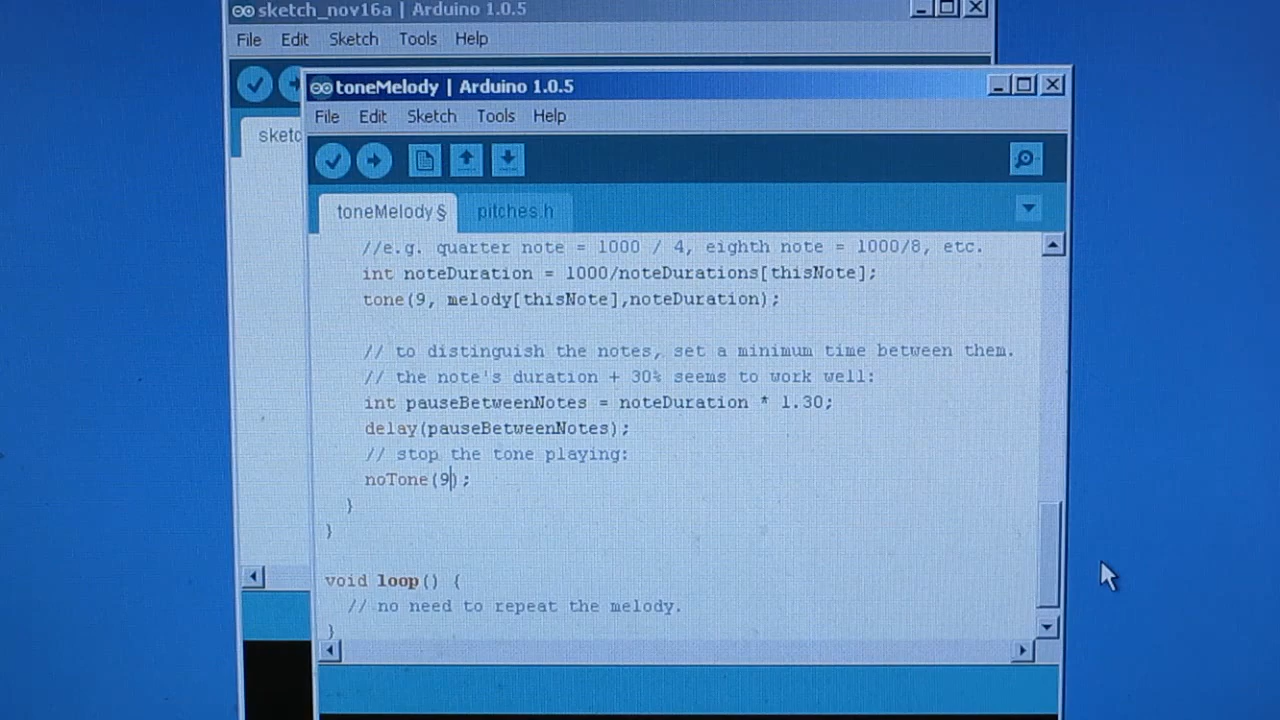 sketch_nov16a | Arduino 1.0.5
File Edit Sketch Tools Help
toneMelody | Arduino 1.0.5
File Edit Sketch Tools Help
sketc
toneMelody § pitches.h
//e.g. quarter note = 1000 / 4, eighth note = 1000/8, etc.
int noteDuration = 1000/noteDurations[thisNote];
tone(9, melody[thisNote],noteDuration);
// to distinguish the notes, set a minimum time between them.
// the note's duration + 30% seems to work well:
int pauseBetweenNotes = noteDuration * 1.30;
delay(pauseBetweenNotes);
// stop the tone playing:
noTone(9);
}
}
void loop() {
// no need to repeat the melody.
}